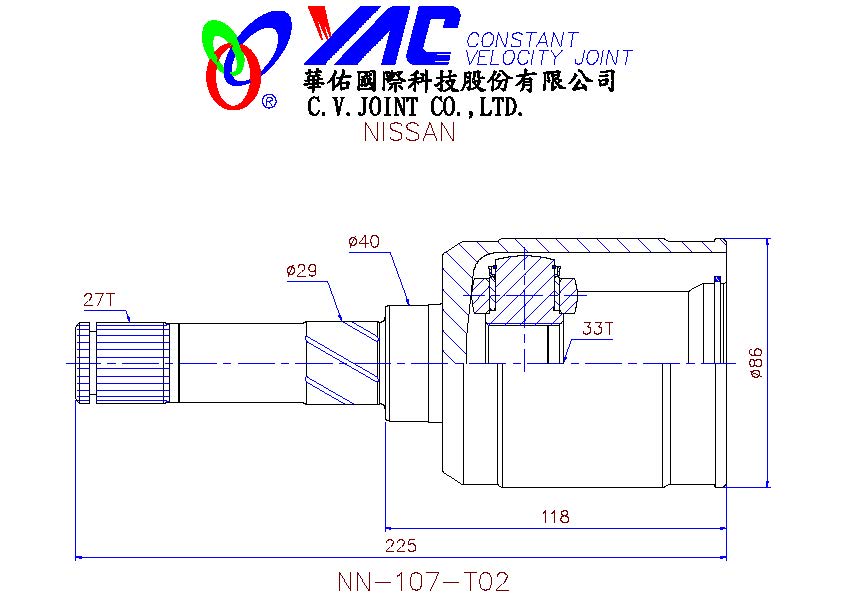 YAC CONSTANT
VELOCITY JOINT
®
華佑國際科技股份有限公司
C.V.JOINT CO.,LTD.
NISSAN
ø40
ø29
27T
33T
ø86
118
225
NN-107-T02